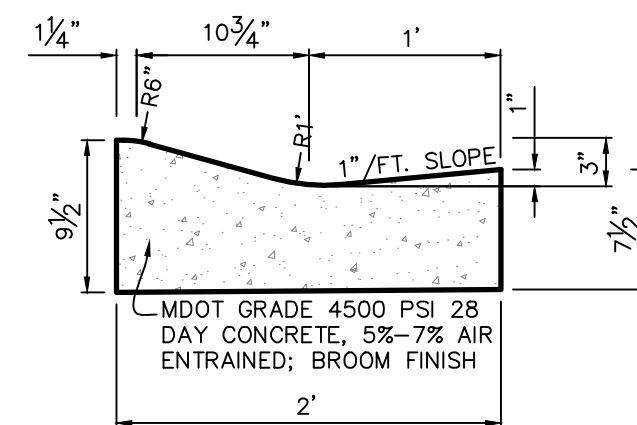 1¼" 10¾" 1'
R6"
R1'
1"
3"
1" /FT. SLOPE
9½"
7½"
MDOT GRADE 4500 PSI 28
DAY CONCRETE, 5%-7% AIR
ENTRAINED; BROOM FINISH
2'